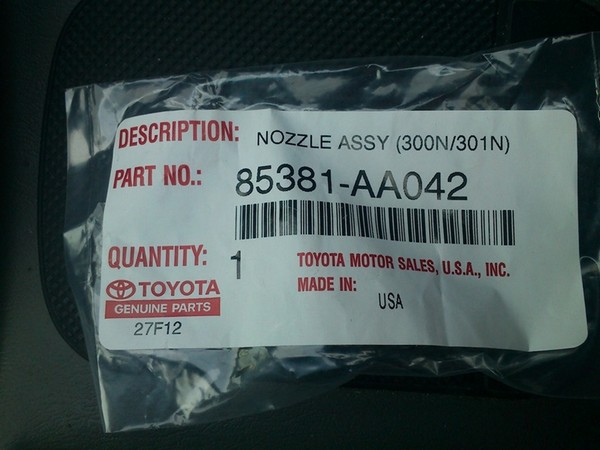 DESCRIPTION: NOZZLE ASSY (300N/301N)
PART NO.: 85381-AA042
QUANTITY: 1
TOYOTA MOTOR SALES, U.S.A., INC.
MADE IN: USA
TOYOTA
GENUINE PARTS
27F12